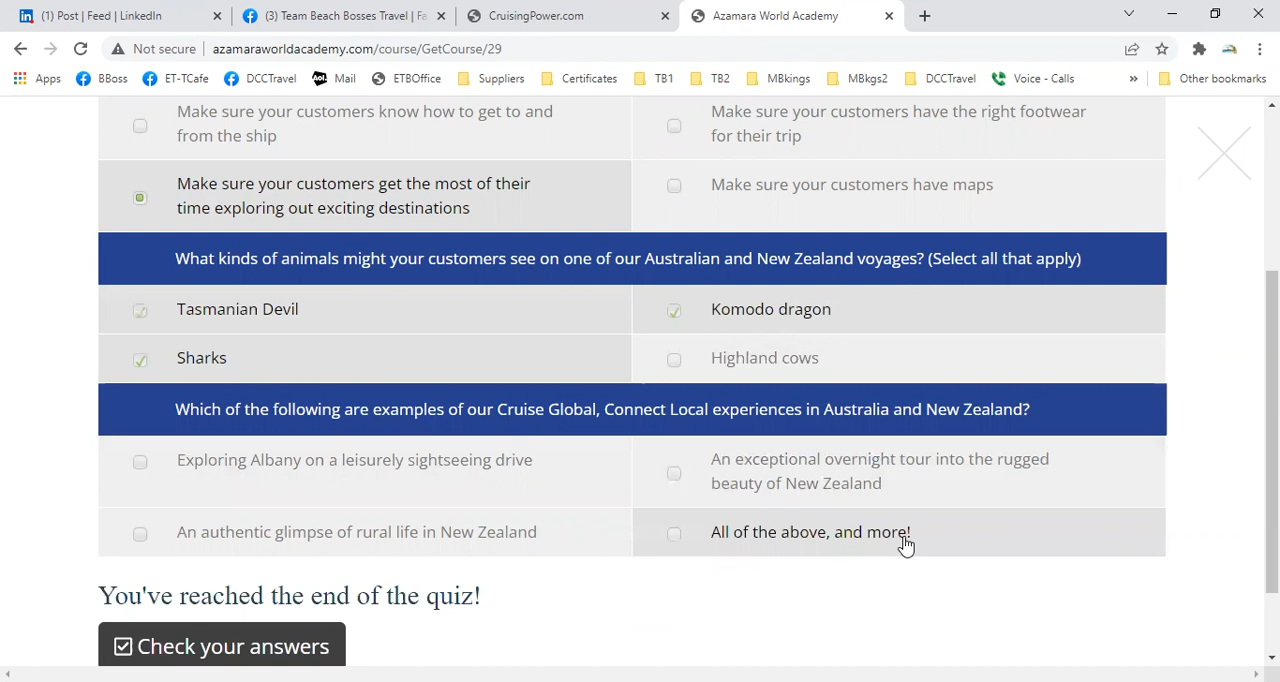 (1) Post | Feed | LinkedIn
(3) Team Beach Bosses Travel | Fa
CruisingPower.com
Azamara World Academy
Not secure
azamaraworldacademy.com/course/GetCourse/29
Apps
BBoss
ET-TCafe
DCCTravel
Aol.
Mail
ETBOffice
Suppliers
Certificates
TB1
TB2
MBkings
MBkgs2
DCCTravel
Voice - Calls
»
Other bookmarks
Make sure your customers know how to get to and
from the ship
Make sure your customers have the right footwear
for their trip
Make sure your customers get the most of their
time exploring out exciting destinations
Make sure your customers have maps
What kinds of animals might your customers see on one of our Australian and New Zealand voyages? (Select all that apply)
Tasmanian Devil
Komodo dragon
Sharks
Highland cows
Which of the following are examples of our Cruise Global, Connect Local experiences in Australia and New Zealand?
Exploring Albany on a leisurely sightseeing drive
An exceptional overnight tour into the rugged
beauty of New Zealand
An authentic glimpse of rural life in New Zealand
All of the above, and more!
You've reached the end of the quiz!
Check your answers